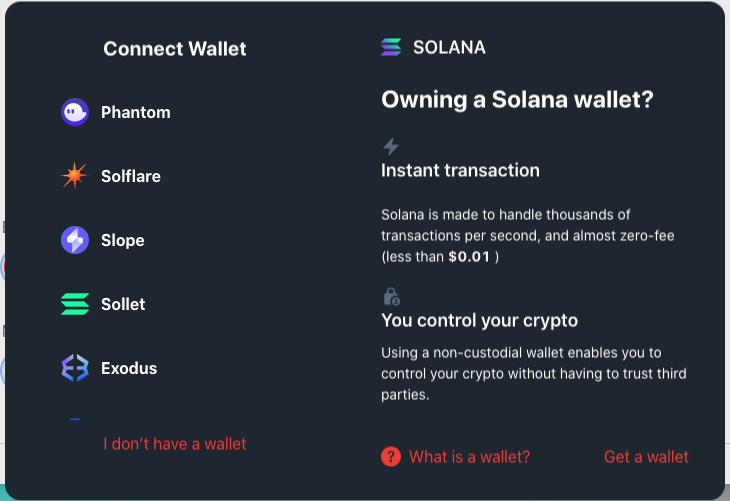 Connect Wallet
Phantom
Solflare
Slope
Sollet
Exodus
I don't have a wallet
SOLANA
Owning a Solana wallet?
Instant transaction
Solana is made to handle thousands of
transactions per second, and almost zero-fee
(less than $0.01 )
You control your crypto
Using a non-custodial wallet enables you to
control your crypto without having to trust third
parties.
? What is a wallet?
Get a wallet